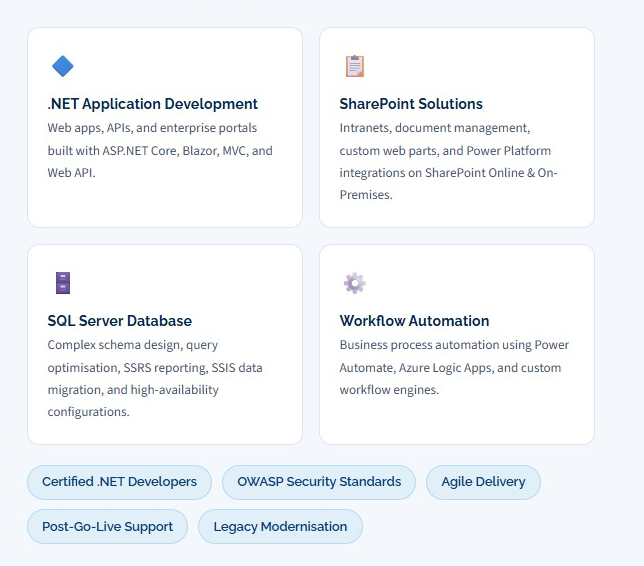 .NET Application Development
Web apps, APIs, and enterprise portals
built with ASP.NET Core, Blazor, MVC, and
Web API.
SharePoint Solutions
Intranets, document management,
custom web parts, and Power Platform
integrations on SharePoint Online & On-
Premises.
SQL Server Database
Complex schema design, query
optimisation, SSRS reporting, SSIS data
migration, and high-availability
configurations.
Workflow Automation
Business process automation using Power
Automate, Azure Logic Apps, and custom
workflow engines.
Certified .NET Developers
OWASP Security Standards
Agile Delivery
Post-Go-Live Support
Legacy Modernisation